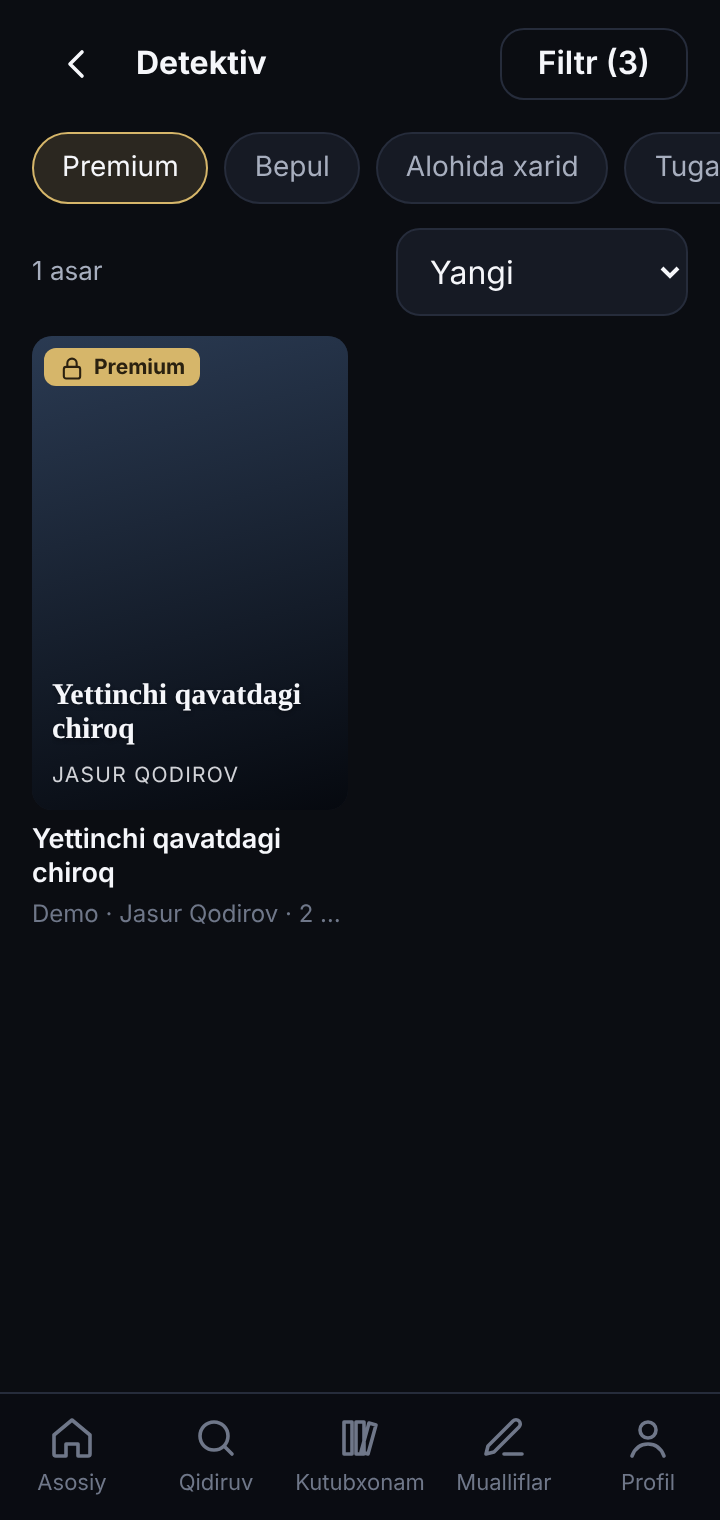 Detektiv
Filtr (3)
Premium
Bepul
Alohida xarid
Tuga
1 asar
Yangi
Premium
Yettinchi qavatdagi
chiroq
JASUR QODIROV
Yettinchi qavatdagi
chiroq
Demo · Jasur Qodirov · 2 ...
Asosiy
Qidiruv
Kutubxonam
Mualliflar
Profil